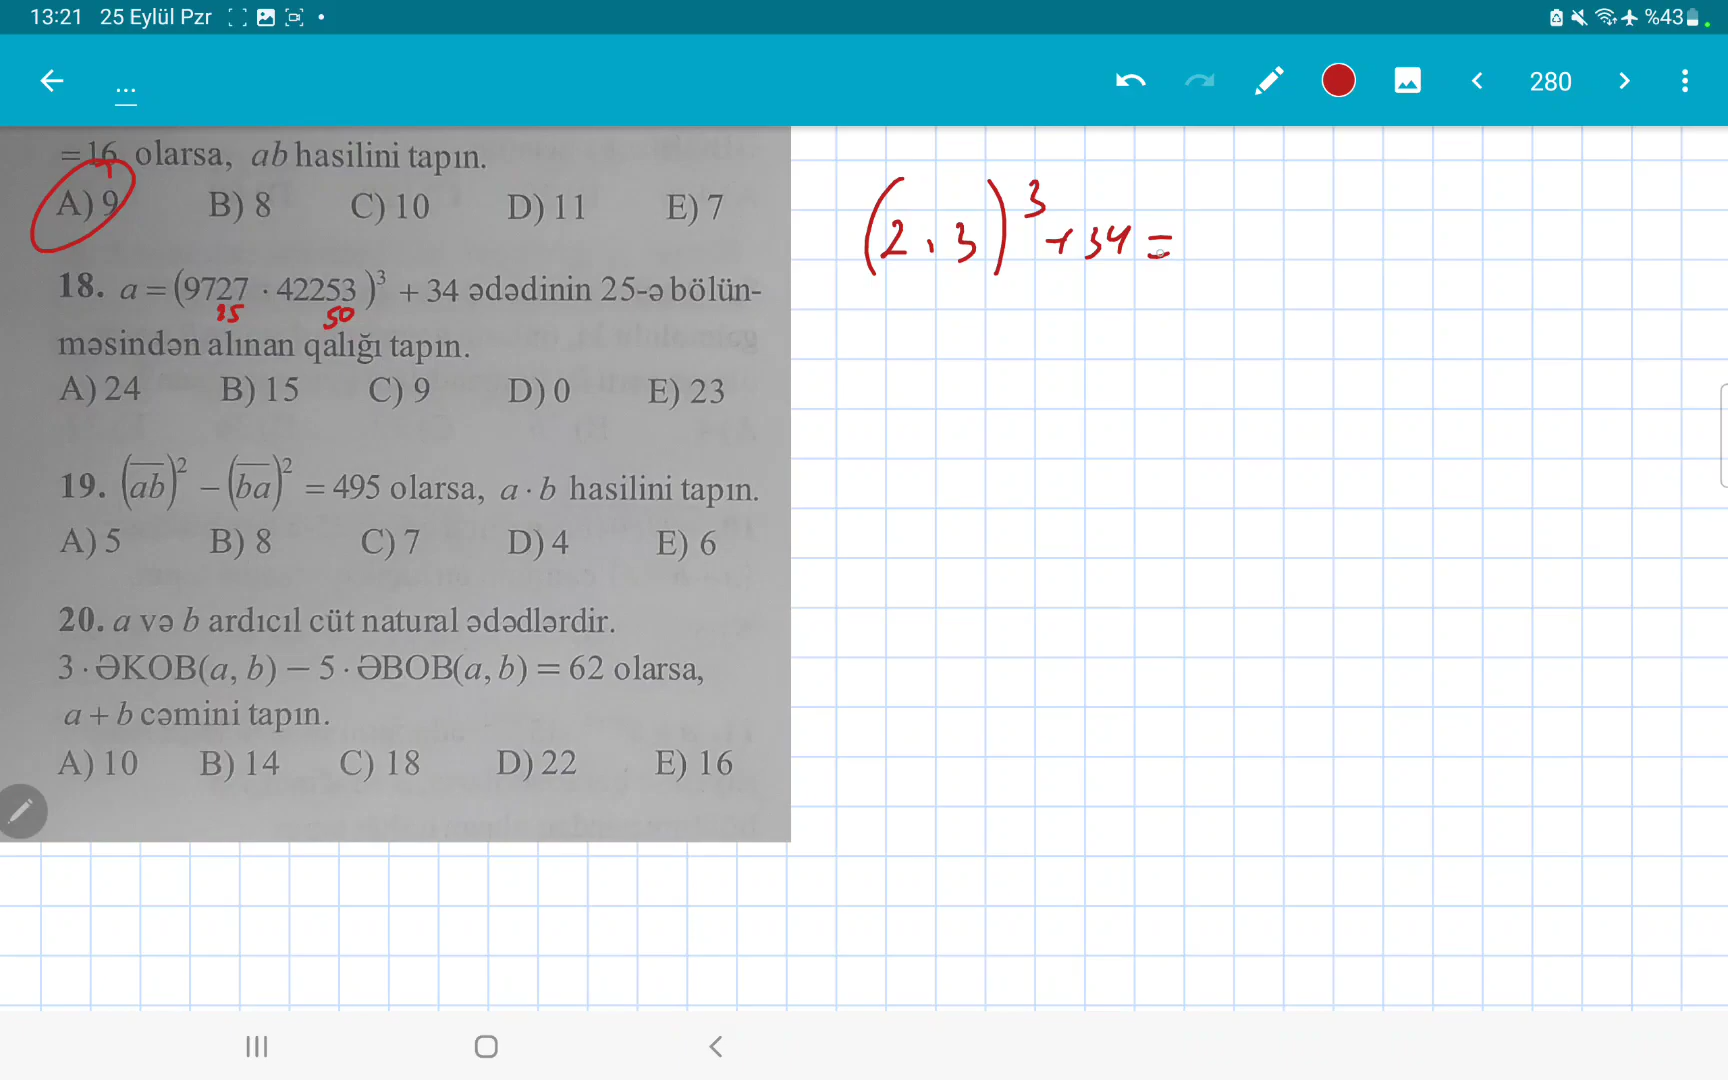 13:21 25 Eylül Pzr %43
... 280
=16 olarsa, ab hasilini tapın.
A) 9 B) 8 C) 10 D) 11 E) 7
18. a = (9727 · 42253)³ + 34 ədədinin 25-ə bölün-
25 50
məsindən alınan qalığı tapın.
A) 24 B) 15 C) 9 D) 0 E) 23
19. (a̅b̅)² − (b̅a̅)² = 495 olarsa, a · b hasilini tapın.
A) 5 B) 8 C) 7 D) 4 E) 6
20. a və b ardıcıl cüt natural ədədlərdir.
3 · ƏKOB(a, b) − 5 · ƏBOB(a, b) = 62 olarsa,
a + b cəmini tapın.
A) 10 B) 14 C) 18 D) 22 E) 16
(2 . 3)³ + 34 =